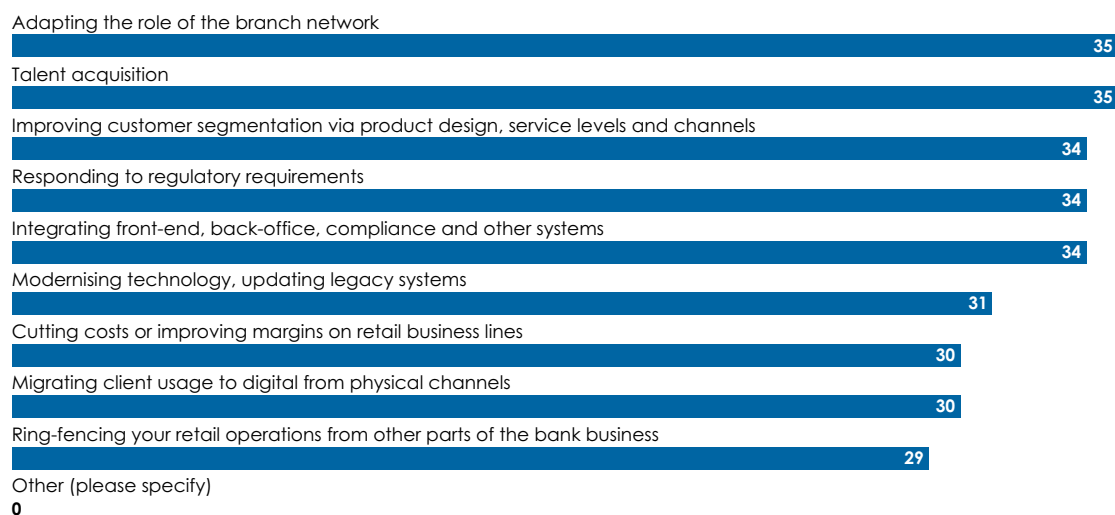 Adapting the role of the branch network
35
Talent acquisition
35
Improving customer segmentation via product design, service levels and channels
34
Responding to regulatory requirements
34
Integrating front-end, back-office, compliance and other systems
34
Modernising technology, updating legacy systems
31
Cutting costs or improving margins on retail business lines
30
Migrating client usage to digital from physical channels
30
Ring-fencing your retail operations from other parts of the bank business
29
Other (please specify)
0